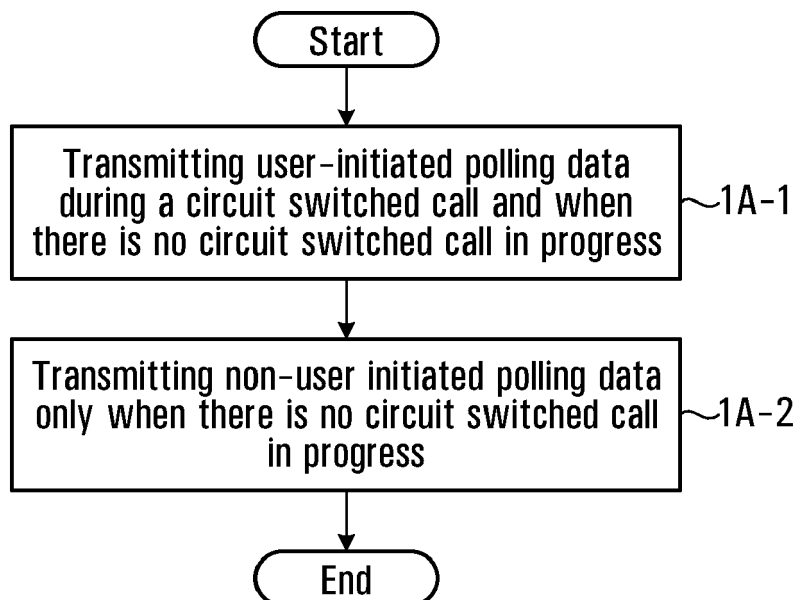 Start
Transmitting user-initiated polling data
during a circuit switched call and when
there is no circuit switched call in progress
1A-1
Transmitting non-user initiated polling data
only when there is no circuit switched call
in progress
1A-2
End